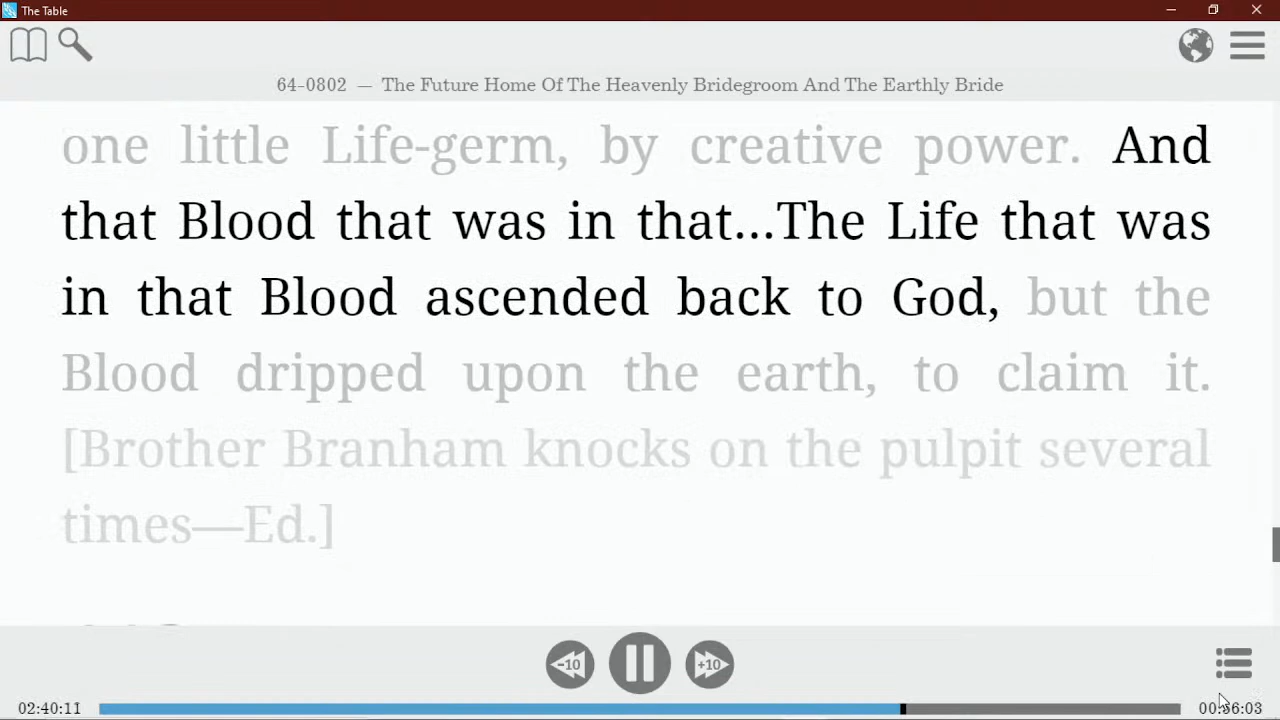 The Table
64-0802 — The Future Home Of The Heavenly Bridegroom And The Earthly Bride
one little Life-germ, by creative power. And
that Blood that was in that...The Life that was
in that Blood ascended back to God, but the
Blood dripped upon the earth, to claim it.
[Brother Branham knocks on the pulpit several
times—Ed.]
-10 +10
02:40:11 00:36:03